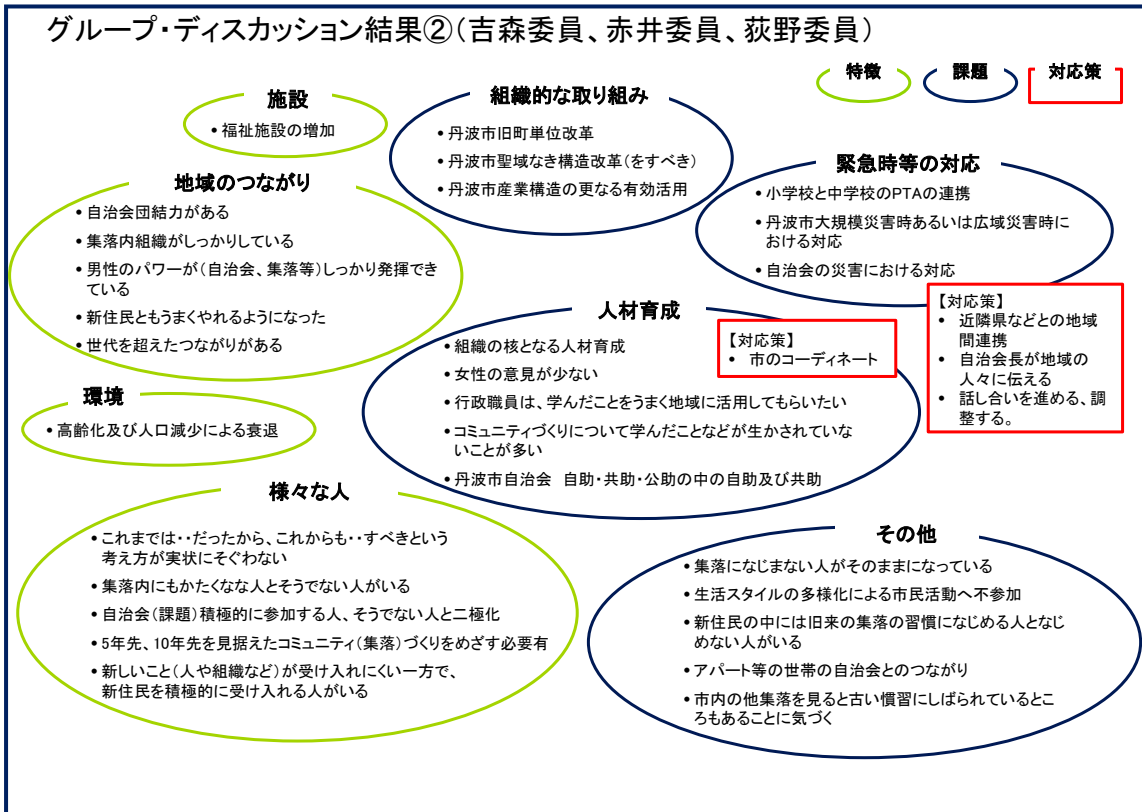 グループ・ディスカッション結果②(吉森委員、赤井委員、荻野委員)
特徴
課題
対応策
施設
• 福祉施設の増加
組織的な取り組み
• 丹波市旧町単位改革
• 丹波市聖域なき構造改革(をすべき)
• 丹波市産業構造の更なる有効活用
緊急時等の対応
• 小学校と中学校のPTAの連携
• 丹波市大規模災害時あるいは広域災害時に
おける対応
• 自治会の災害における対応
【対応策】
• 近隣県などとの地域
間連携
• 自治会長が地域の
人々に伝える
• 話し合いを進める、調
整する。
地域のつながり
• 自治会団結力がある
• 集落内組織がしっかりしている
• 男性のパワーが(自治会、集落等)しっかり発揮でき
ている
• 新住民ともうまくやれるようになった
• 世代を超えたつながりがある
人材育成
• 組織の核となる人材育成
• 女性の意見が少ない
• 行政職員は、学んだことをうまく地域に活用してもらいたい
• コミュニティづくりについて学んだことなどが生かされていな
いことが多い
• 丹波市自治会 自助・共助・公助の中の自助及び共助
【対応策】
• 市のコーディネート
環境
• 高齢化及び人口減少による衰退
様々な人
• これまでは・・だったから、これからも・・すべきという
考え方が実状にそぐわない
• 集落内にもかたくなな人とそうでない人がいる
• 自治会(課題)積極的に参加する人、そうでない人と二極化
• 5年先、10年先を見据えたコミュニティ(集落)づくりをめざす必要有
• 新しいこと(人や組織など)が受け入れにくい一方で、
新住民を積極的に受け入れる人がいる
その他
• 集落になじまない人がそのままになっている
• 生活スタイルの多様化による市民活動へ不参加
• 新住民の中には旧来の集落の習慣になじめる人となじ
めない人がいる
• アパート等の世帯の自治会とのつながり
• 市内の他集落を見ると古い慣習にしばられているとこ
ろもあることに気づく